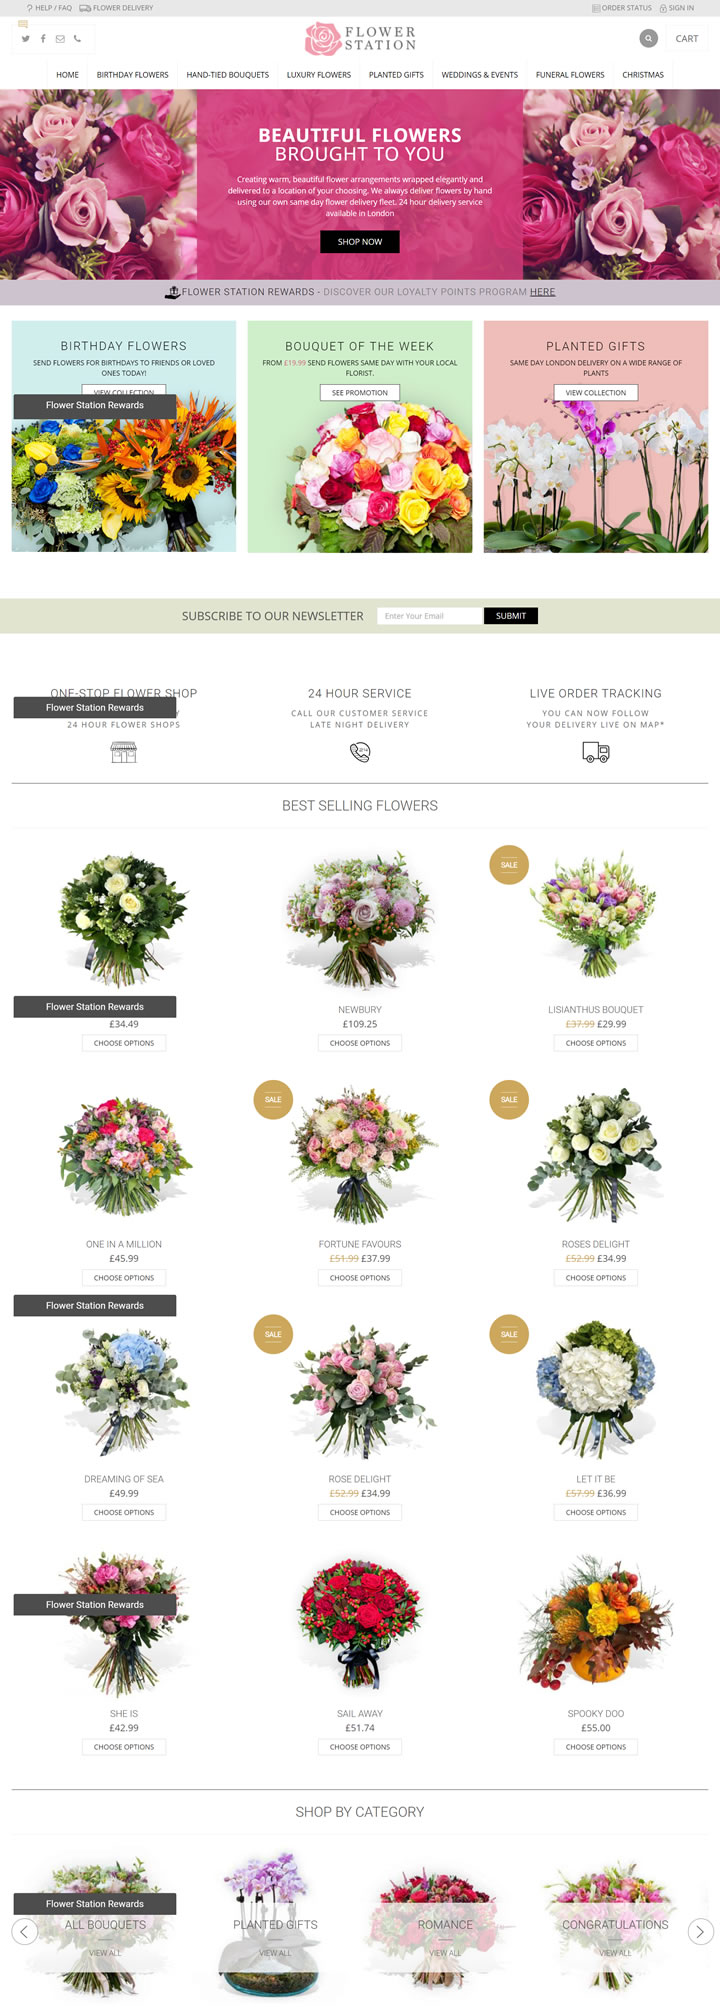 HELP / FAQ FLOWER DELIVERY ORDER STATUS SIGN IN
FLOWER
STATION
CART
HOME BIRTHDAY FLOWERS HAND-TIED BOUQUETS LUXURY FLOWERS PLANTED GIFTS WEDDINGS & EVENTS FUNERAL FLOWERS CHRISTMAS
BEAUTIFUL FLOWERS
BROUGHT TO YOU
Creating warm, beautiful flower arrangements wrapped elegantly and
delivered to a location of your choosing. We always deliver flowers by hand
using our own same day flower delivery fleet. 24 hour delivery service
available in London
SHOP NOW
FLOWER STATION REWARDS - DISCOVER OUR LOYALTY POINTS PROGRAM HERE
BIRTHDAY FLOWERS
SEND FLOWERS FOR BIRTHDAYS TO FRIENDS OR LOVED
ONES TODAY!
VIEW COLLECTION
Flower Station Rewards
BOUQUET OF THE WEEK
FROM £19.99 SEND FLOWERS SAME DAY WITH YOUR LOCAL
FLORIST.
SEE PROMOTION
PLANTED GIFTS
SAME DAY LONDON DELIVERY ON A WIDE RANGE OF
PLANTS
VIEW COLLECTION
SUBSCRIBE TO OUR NEWSLETTER Enter Your Email SUBMIT
ONE-STOP FLOWER SHOP
Flower Station Rewards
24 HOUR FLOWER SHOPS
24 HOUR SERVICE
CALL OUR CUSTOMER SERVICE
LATE NIGHT DELIVERY
LIVE ORDER TRACKING
YOU CAN NOW FOLLOW
YOUR DELIVERY LIVE ON MAP*
BEST SELLING FLOWERS
Flower Station Rewards
£34.49
CHOOSE OPTIONS
NEWBURY
£109.25
CHOOSE OPTIONS
SALE
LISIANTHUS BOUQUET
£37.99 £29.99
CHOOSE OPTIONS
ONE IN A MILLION
£45.99
CHOOSE OPTIONS
SALE
FORTUNE FAVOURS
£51.99 £37.99
CHOOSE OPTIONS
SALE
ROSES DELIGHT
£52.99 £34.99
CHOOSE OPTIONS
Flower Station Rewards
DREAMING OF SEA
£49.99
CHOOSE OPTIONS
SALE
ROSE DELIGHT
£52.99 £34.99
CHOOSE OPTIONS
SALE
LET IT BE
£57.99 £36.99
CHOOSE OPTIONS
Flower Station Rewards
SHE IS
£42.99
CHOOSE OPTIONS
SAIL AWAY
£51.74
CHOOSE OPTIONS
SPOOKY DOO
£55.00
CHOOSE OPTIONS
SHOP BY CATEGORY
Flower Station Rewards
ALL BOUQUETS
VIEW ALL
PLANTED GIFTS
VIEW ALL
ROMANCE
VIEW ALL
CONGRATULATIONS
VIEW ALL